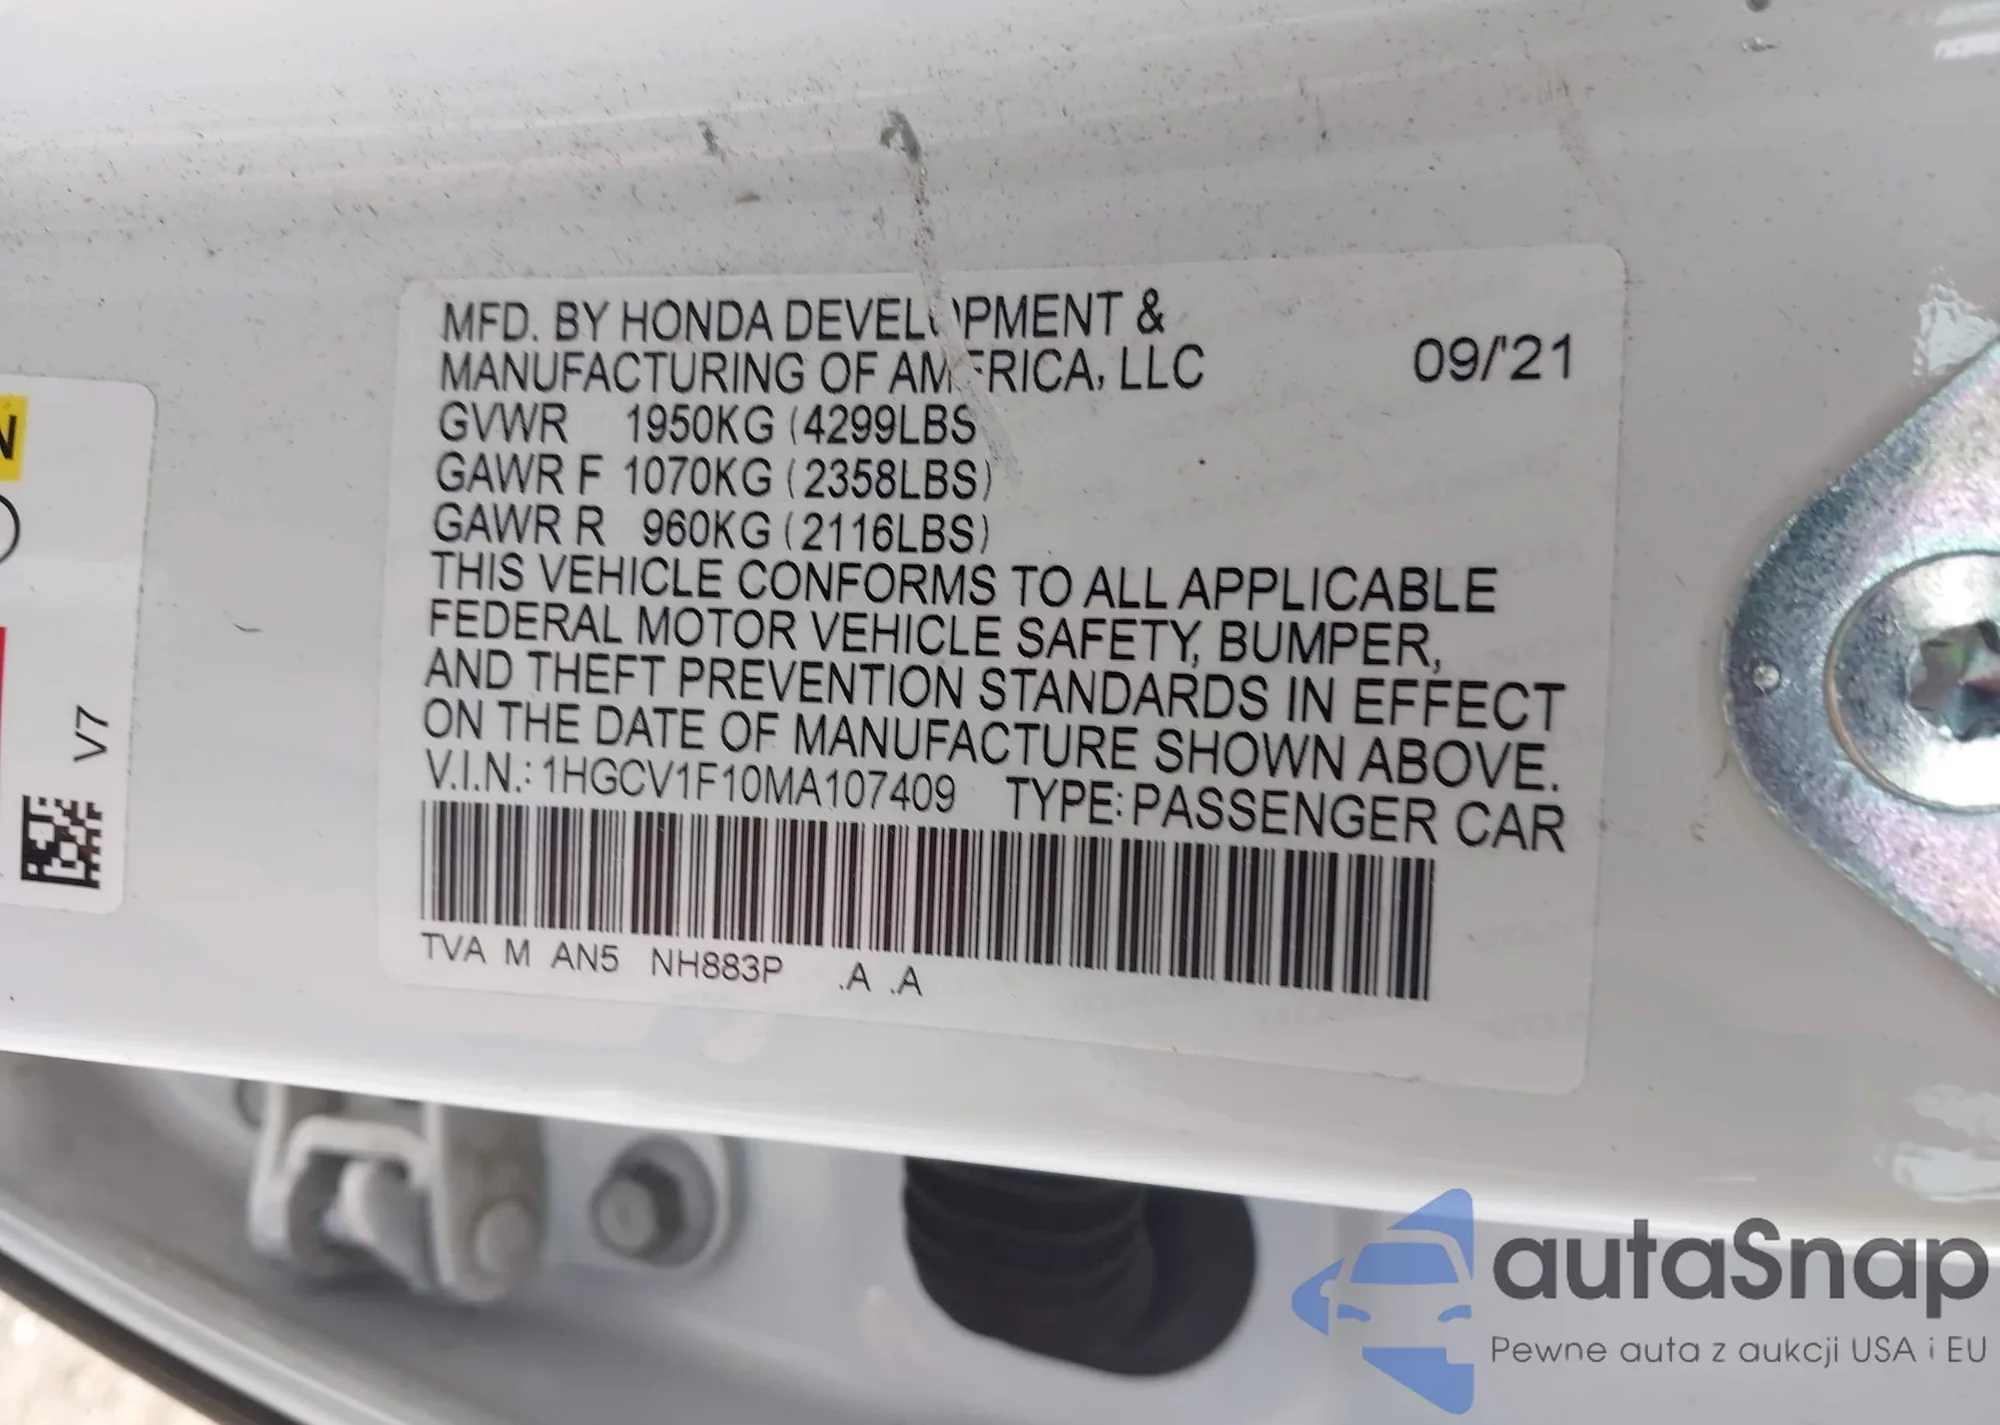 MFD. BY HONDA DEVELOPMENT &
MANUFACTURING OF AMERICA, LLC
09/'21
GVWR 1950KG (4299LBS
GAWR F 1070KG (2358LBS)
GAWR R 960KG (2116LBS)
THIS VEHICLE CONFORMS TO ALL APPLICABLE
FEDERAL MOTOR VEHICLE SAFETY, BUMPER,
AND THEFT PREVENTION STANDARDS IN EFFECT
ON THE DATE OF MANUFACTURE SHOWN ABOVE.
V.I.N.: 1HGCV1F10MA107409 TYPE: PASSENGER CAR
TVA M AN5 NH883P .A .A
N
V7
autaSnap
Pewne auta z aukcji USA i EU